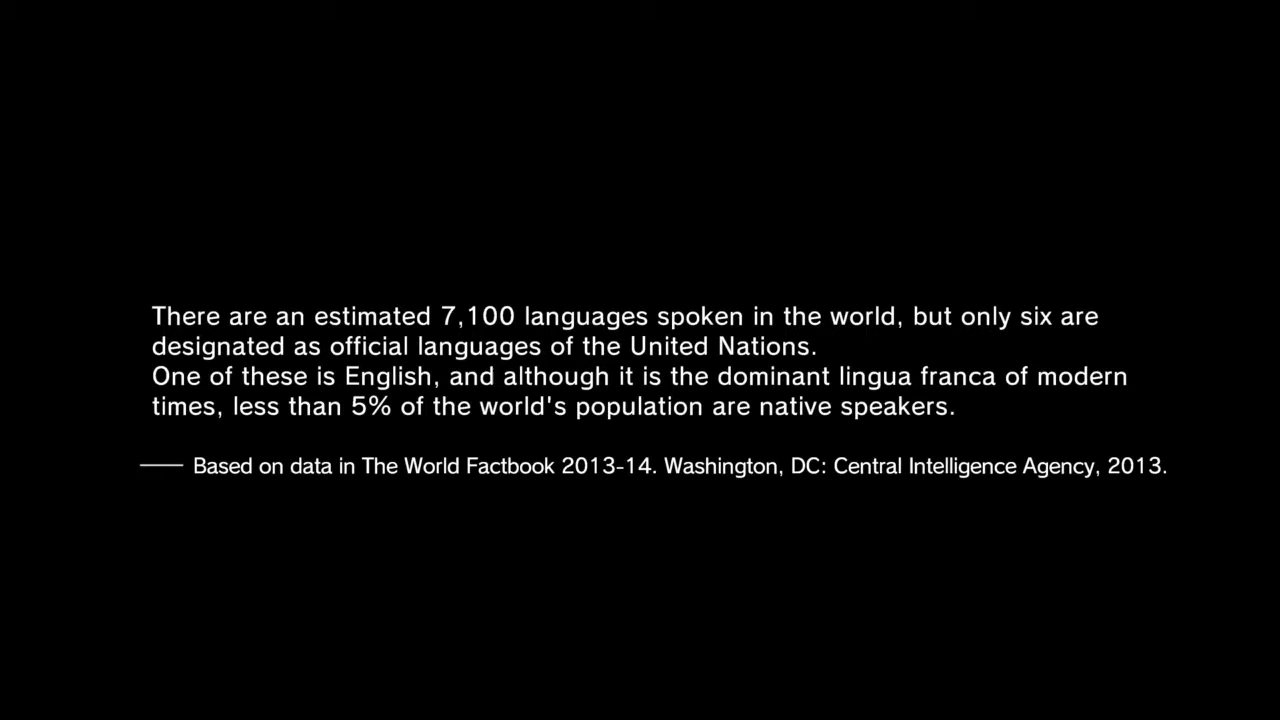 There are an estimated 7,100 languages spoken in the world, but only six are
designated as official languages of the United Nations.
One of these is English, and although it is the dominant lingua franca of modern
times, less than 5% of the world's population are native speakers.
—— Based on data in The World Factbook 2013-14. Washington, DC: Central Intelligence Agency, 2013.